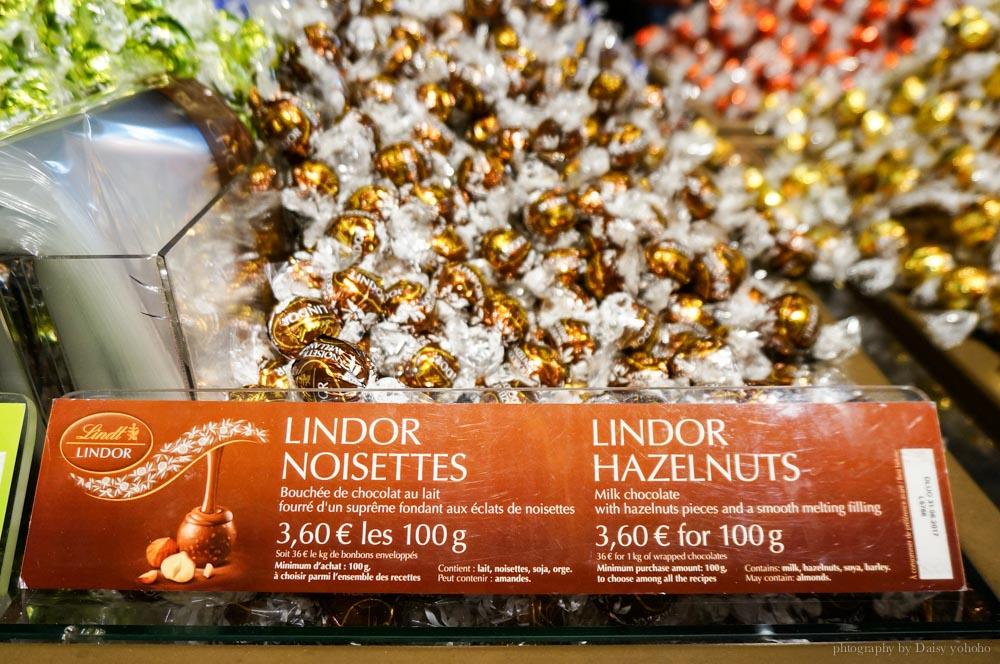 Lindt
LINDOR
LINDOR
NOISETTES
Bouchée de chocolat au lait
fourré d'un suprême fondant aux éclats de noisettes
3,60 € les 100 g
Soit 36 € le kg de bonbons enveloppés
Minimum d'achat : 100 g,
à choisir parmi l'ensemble des recettes
Contient : lait, noisettes, soja, orge.
Peut contenir : amandes.
LINDOR
HAZELNUTS
Milk chocolate
with hazelnuts pieces and a smooth melting filling
3,60 € for 100 g
36 € for 1 kg of wrapped chocolates
Minimum purchase amount: 100 g,
to choose among all the recipes
Contains: milk, hazelnuts, soya, barley.
May contain: almonds.
À consommer de préférence avant
photography by Daisy yohoho